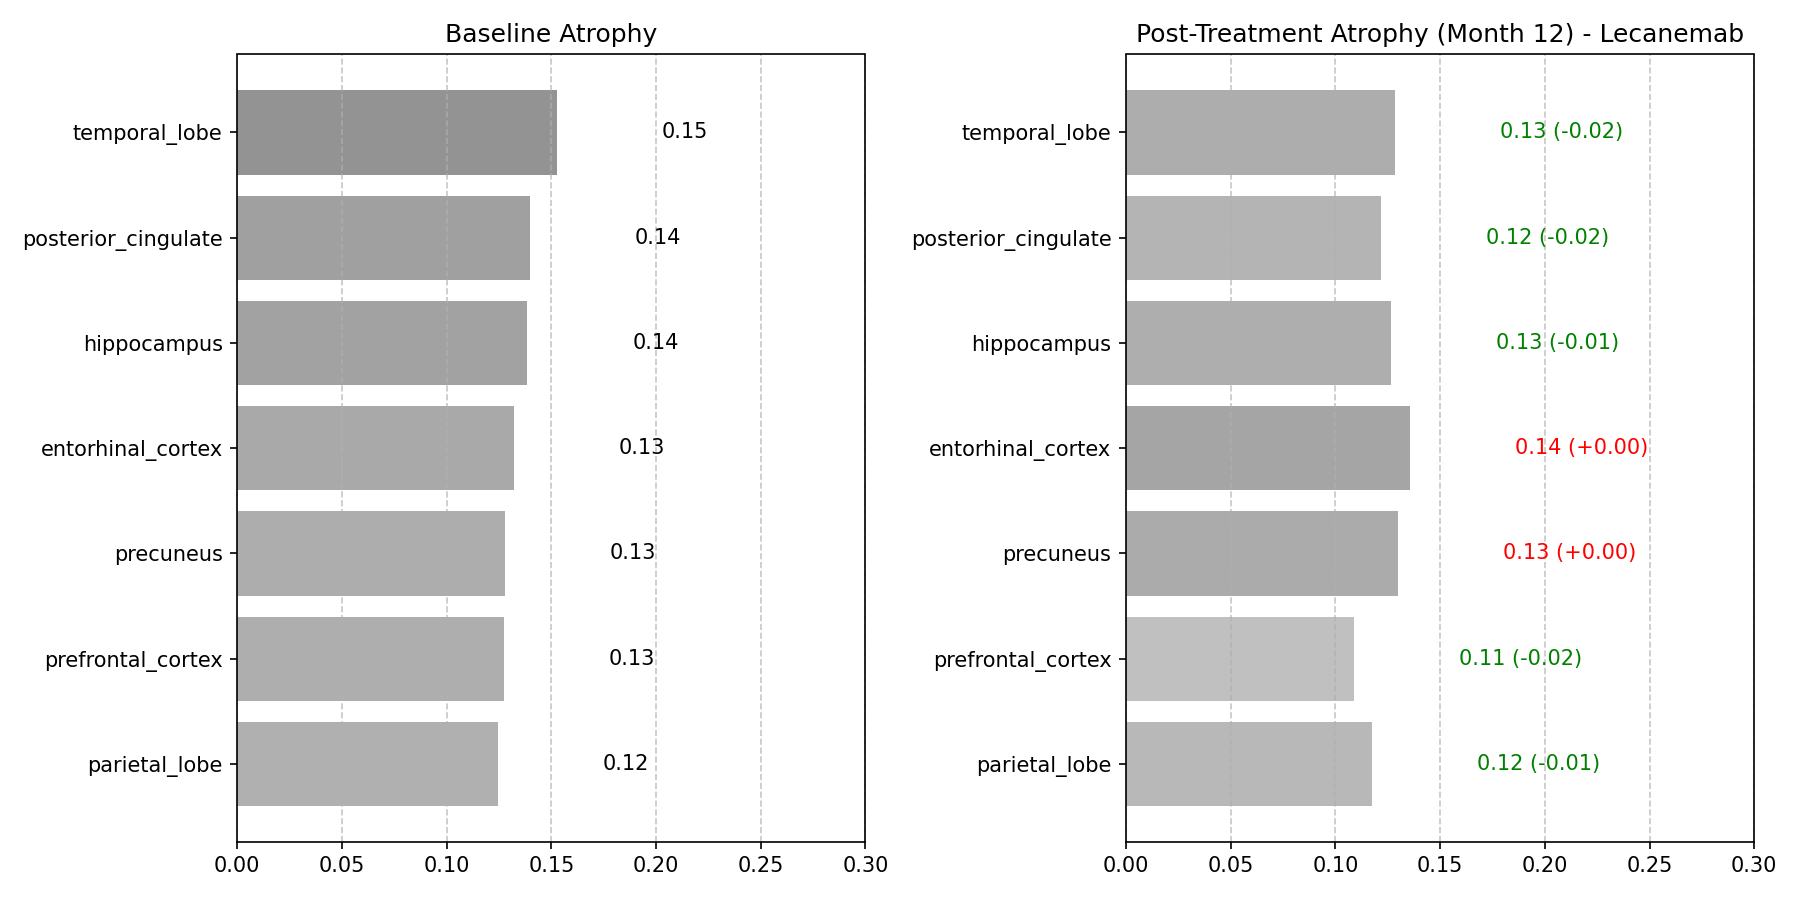 Baseline Atrophy
temporal_lobe
0.15
posterior_cingulate
0.14
hippocampus
0.14
entorhinal_cortex
0.13
precuneus
0.13
prefrontal_cortex
0.13
parietal_lobe
0.12
0.00 0.05 0.10 0.15 0.20 0.25 0.30
Post-Treatment Atrophy (Month 12) - Lecanemab
temporal_lobe
0.13 (-0.02)
posterior_cingulate
0.12 (-0.02)
hippocampus
0.13 (-0.01)
entorhinal_cortex
0.14 (+0.00)
precuneus
0.13 (+0.00)
prefrontal_cortex
0.11 (-0.02)
parietal_lobe
0.12 (-0.01)
0.00 0.05 0.10 0.15 0.20 0.25 0.30